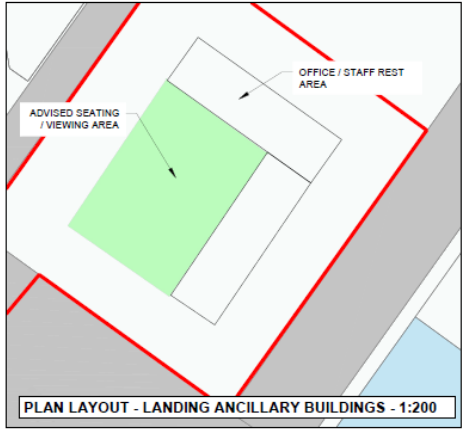 OFFICE / STAFF REST
AREA
ADVISED SEATING
/ VIEWING AREA
PLAN LAYOUT - LANDING ANCILLARY BUILDINGS - 1:200